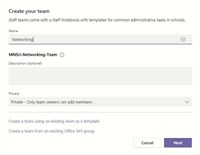 Create your team
Staff Teams come with a Staff Notebook with templates for common administrative tasks in schools.
Name
Networking
MNSU-Networking-Team
Description (optional)
Privacy
Private - Only team owners can add members
Create a team using an existing team as a template
Create a team from an existing Office 365 group
Cancel
Next